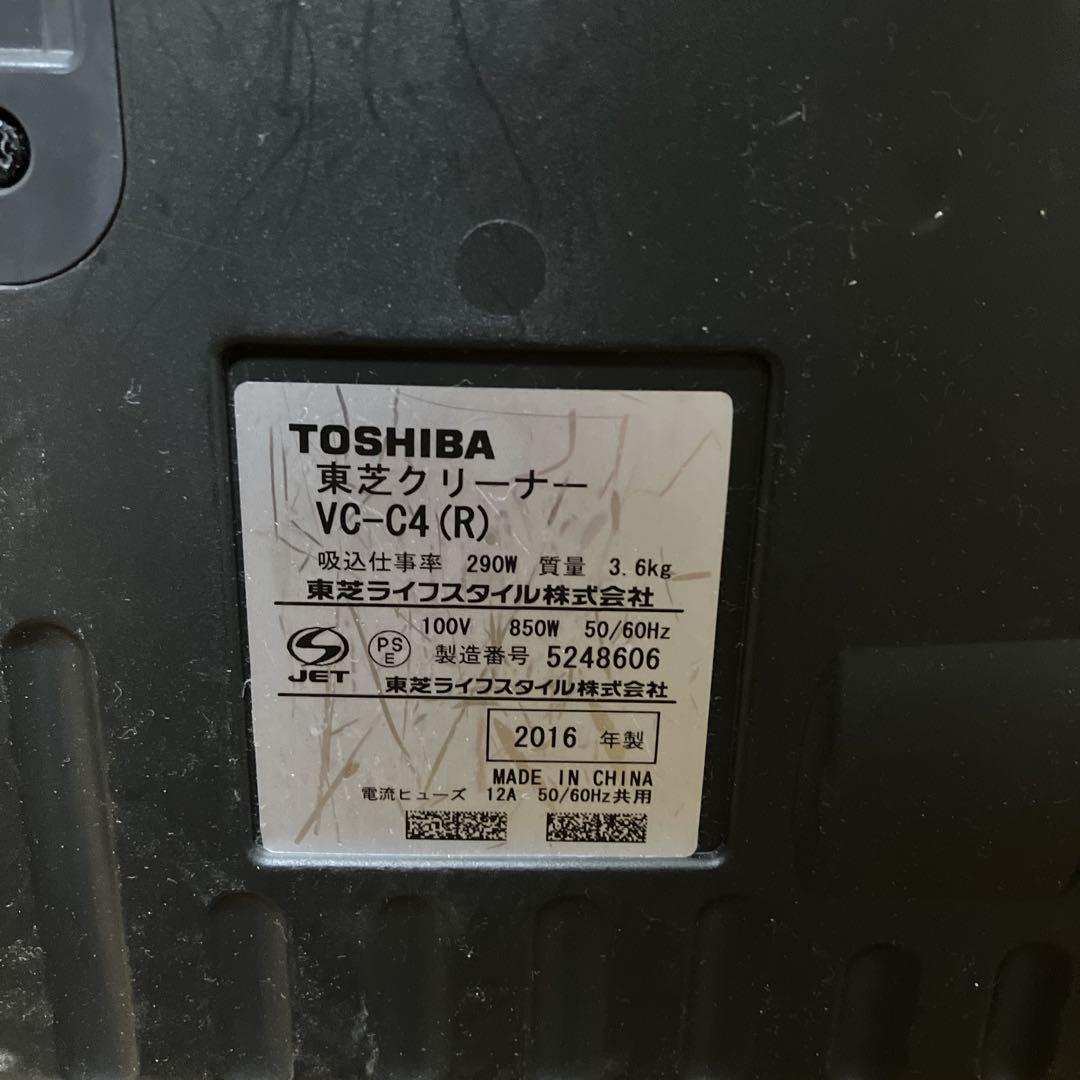 TOSHIBA
東芝クリーナー
VC-C4(R)
吸込仕事率 290W 質量 3.6kg
東芝ライフスタイル株式会社
100V 850W 50/60Hz
JET PSE 製造番号 5248606
東芝ライフスタイル株式会社
2016 年製
MADE IN CHINA
電流ヒューズ 12A 50/60Hz共用